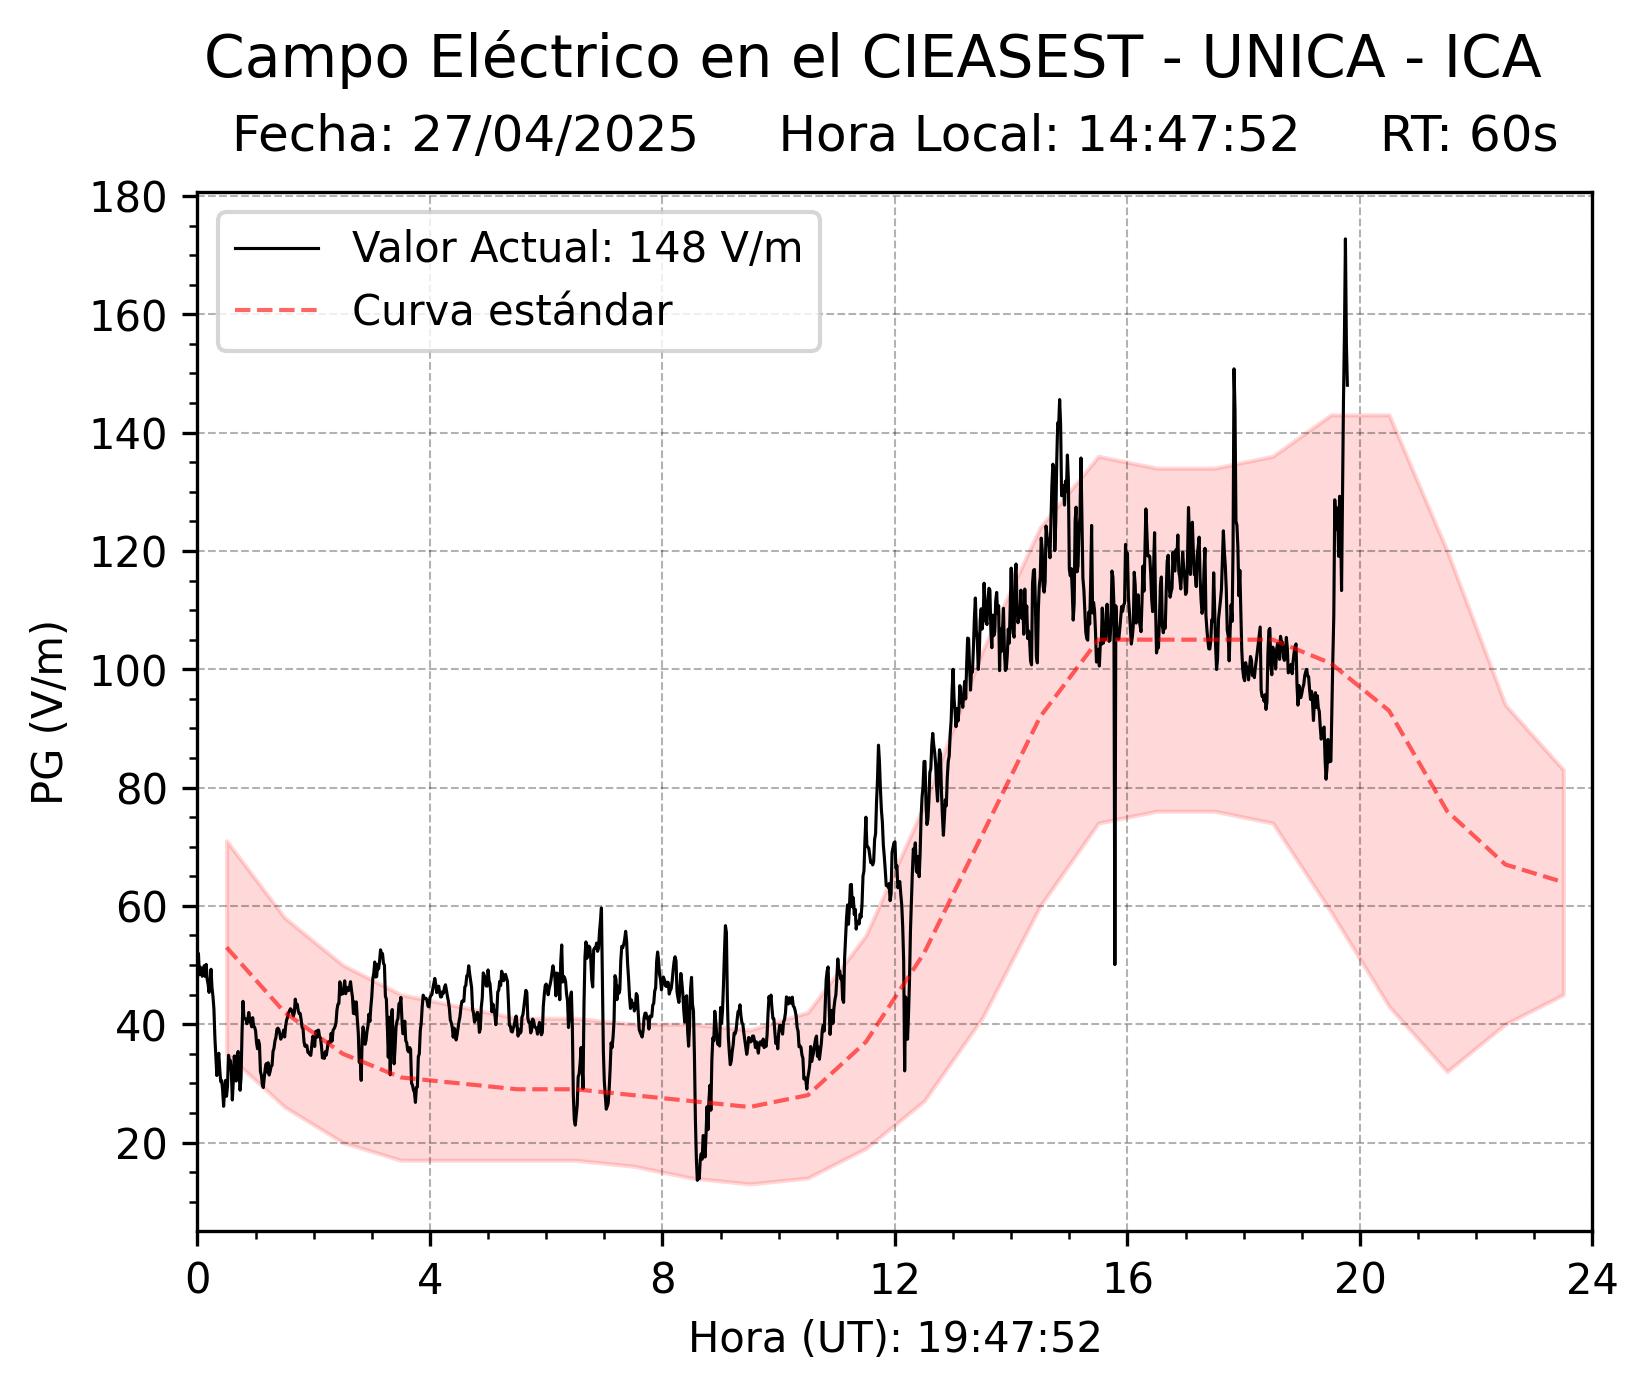 Campo Eléctrico en el CIEASEST - UNICA - ICA
Fecha: 27/04/2025 Hora Local: 14:47:52 RT: 60s
Valor Actual: 148 V/m
Curva estándar
PG (V/m)
180
160
140
120
100
80
60
40
20
0 4 8 12 16 20 24
Hora (UT): 19:47:52